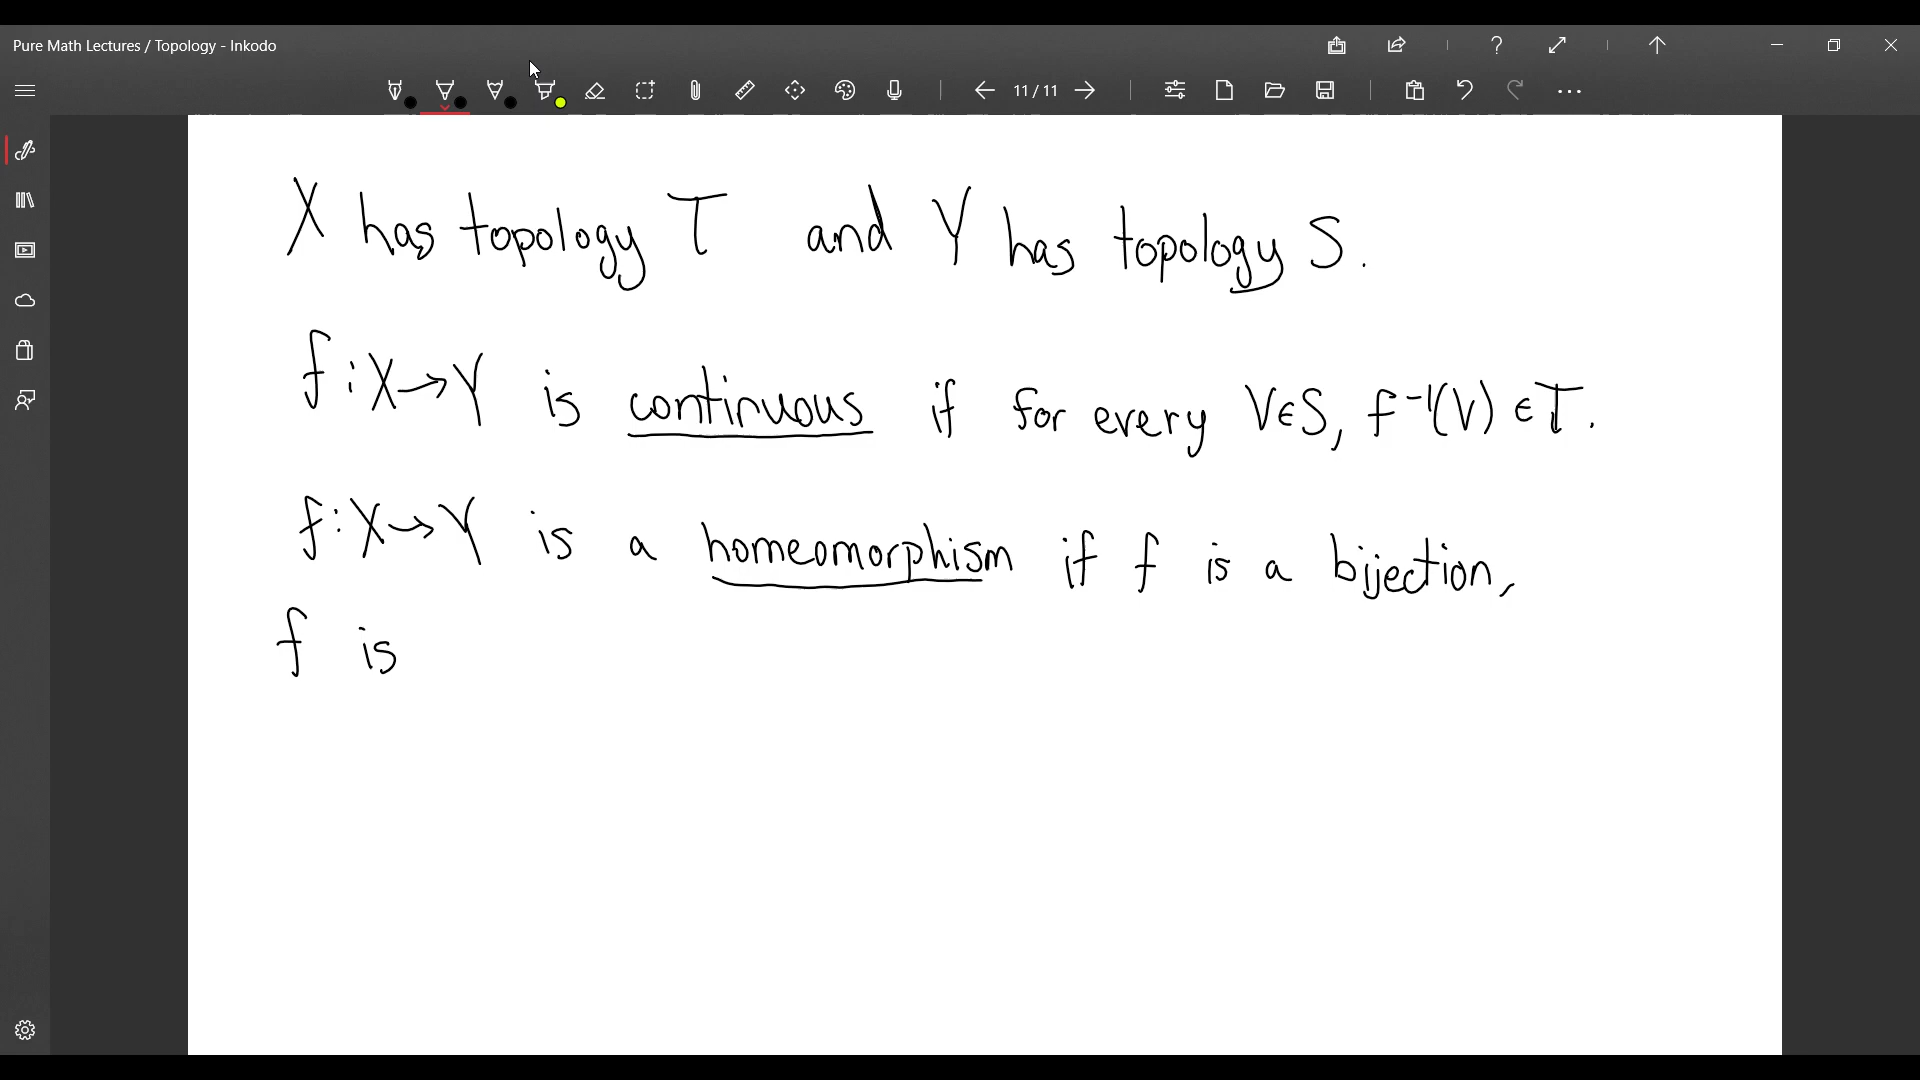 Pure Math Lectures / Topology - Inkodo
11 / 11
X has topology T and Y has topology S.
f:X→Y is continuous if for every V∈S, f⁻¹(V)∈T.
f:X→Y is a homeomorphism if f is a bijection,
f is